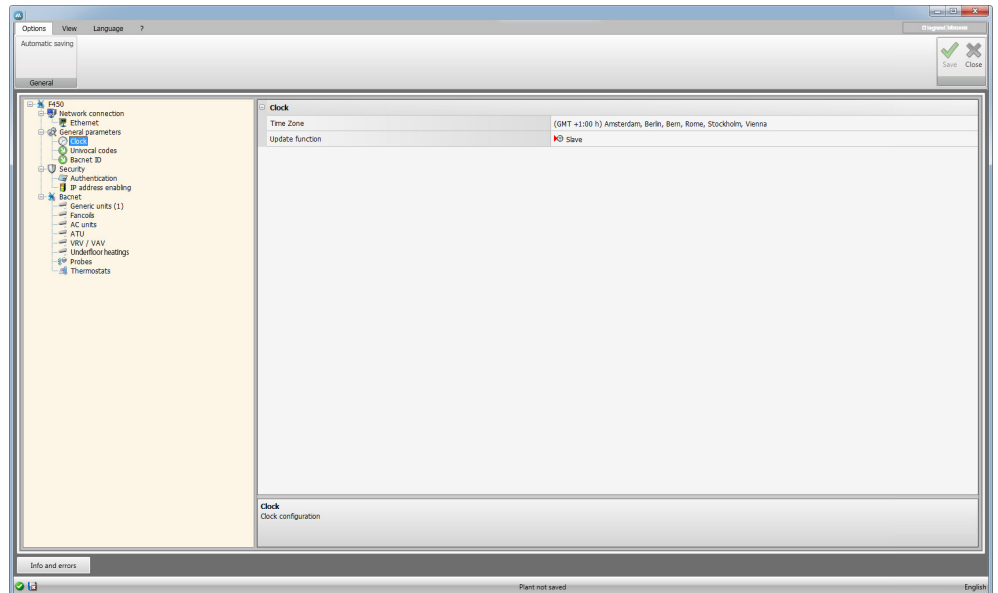 Options View Language ?
Automatic saving
Save Close
General
F450
Network connection
Ethernet
General parameters
Clock
Univocal codes
Bacnet ID
Security
Authentication
IP address enabling
Bacnet
Generic units (1)
Fancoils
AC units
ATU
VRV / VAV
Underfloor heatings
Probes
Thermostats
Clock
Time Zone (GMT +1:00 h) Amsterdam, Berlin, Bern, Rome, Stockholm, Vienna
Update function Slave
Clock
Clock configuration
Info and errors
Plant not saved English